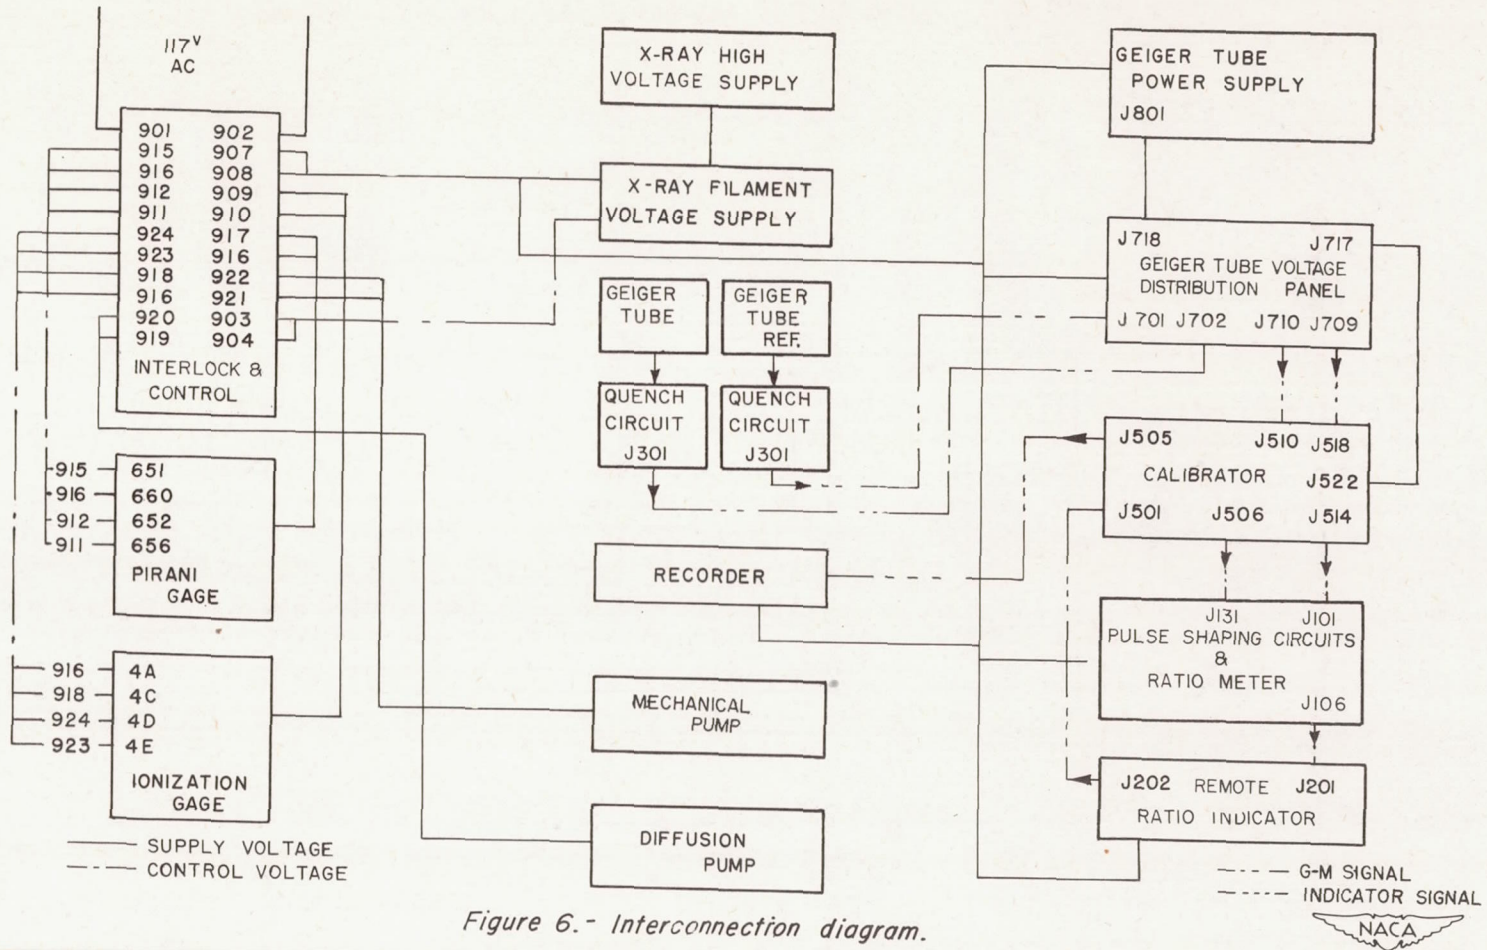 117V
AC
901 902
915 907
916 908
912 909
911 910
924 917
923 916
918 922
916 921
920 903
919 904
INTERLOCK &
CONTROL
915 651
916 660
912 652
911 656
PIRANI
GAGE
916 4A
918 4C
924 4D
923 4E
IONIZATION
GAGE
SUPPLY VOLTAGE
CONTROL VOLTAGE
X-RAY HIGH
VOLTAGE SUPPLY
X-RAY FILAMENT
VOLTAGE SUPPLY
GEIGER
TUBE
GEIGER
TUBE
REF.
QUENCH
CIRCUIT
J301
QUENCH
CIRCUIT
J301
RECORDER
MECHANICAL
PUMP
DIFFUSION
PUMP
GEIGER TUBE
POWER SUPPLY
J801
J718 J717
GEIGER TUBE VOLTAGE
DISTRIBUTION PANEL
J701 J702 J710 J709
J505 J510 J518
CALIBRATOR J522
J501 J506 J514
J131 J101
PULSE SHAPING CIRCUITS
&
RATIO METER
J106
J202 REMOTE J201
RATIO INDICATOR
G-M SIGNAL
INDICATOR SIGNAL
Figure 6.- Interconnection diagram.
NACA